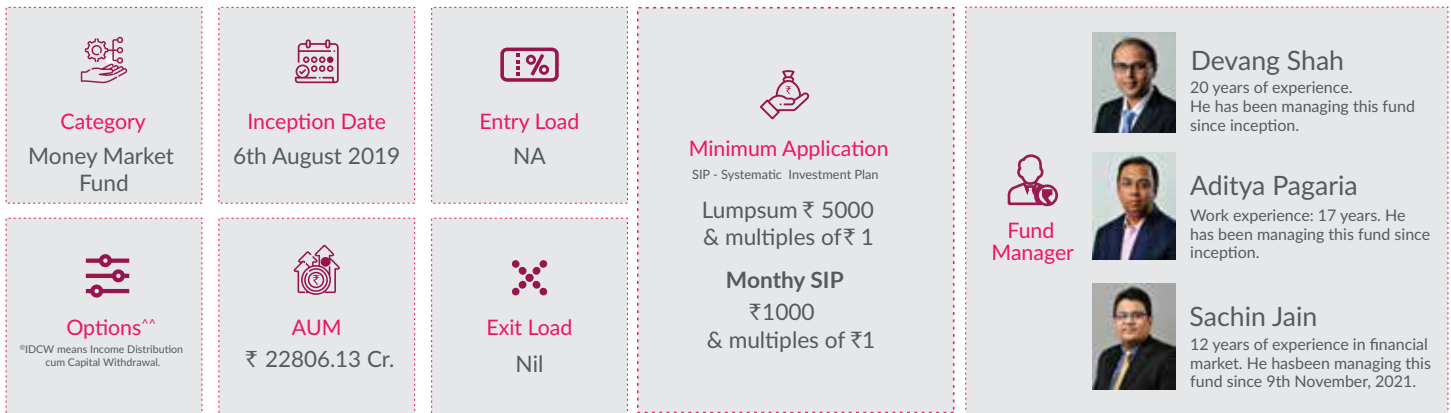 Category
Money Market
Fund
Inception Date
6th August 2019
Entry Load
%
NA
Options^^
®IDCW means Income Distribution
cum Capital Withdrawal.
AUM
₹
₹ 22806.13 Cr.
Exit Load
Nil
₹
Minimum Application
SIP - Systematic Investment Plan
Lumpsum ₹ 5000
& multiples of ₹ 1
Monthy SIP
₹1000
& multiples of ₹1
₹
Fund
Manager
Devang Shah
20 years of experience.
He has been managing this fund
since inception.
Aditya Pagaria
Work experience: 17 years. He
has been managing this fund since
inception.
Sachin Jain
12 years of experience in financial
market. He hasbeen managing this
fund since 9th November, 2021.